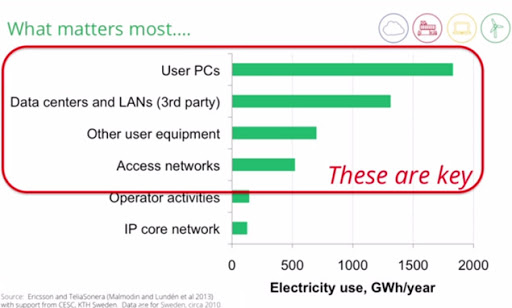 What matters most....
User PCs
Data centers and LANs (3rd party)
Other user equipment
Access networks
These are key
Operator activities
IP core network
0 500 1000 1500 2000
Electricity use, GWh/year
Source: Ericsson and TeliaSonera (Malmodin and Lundén et al 2013)
with support from CESC, KTH Sweden. Data are for Sweden, circa 2010.